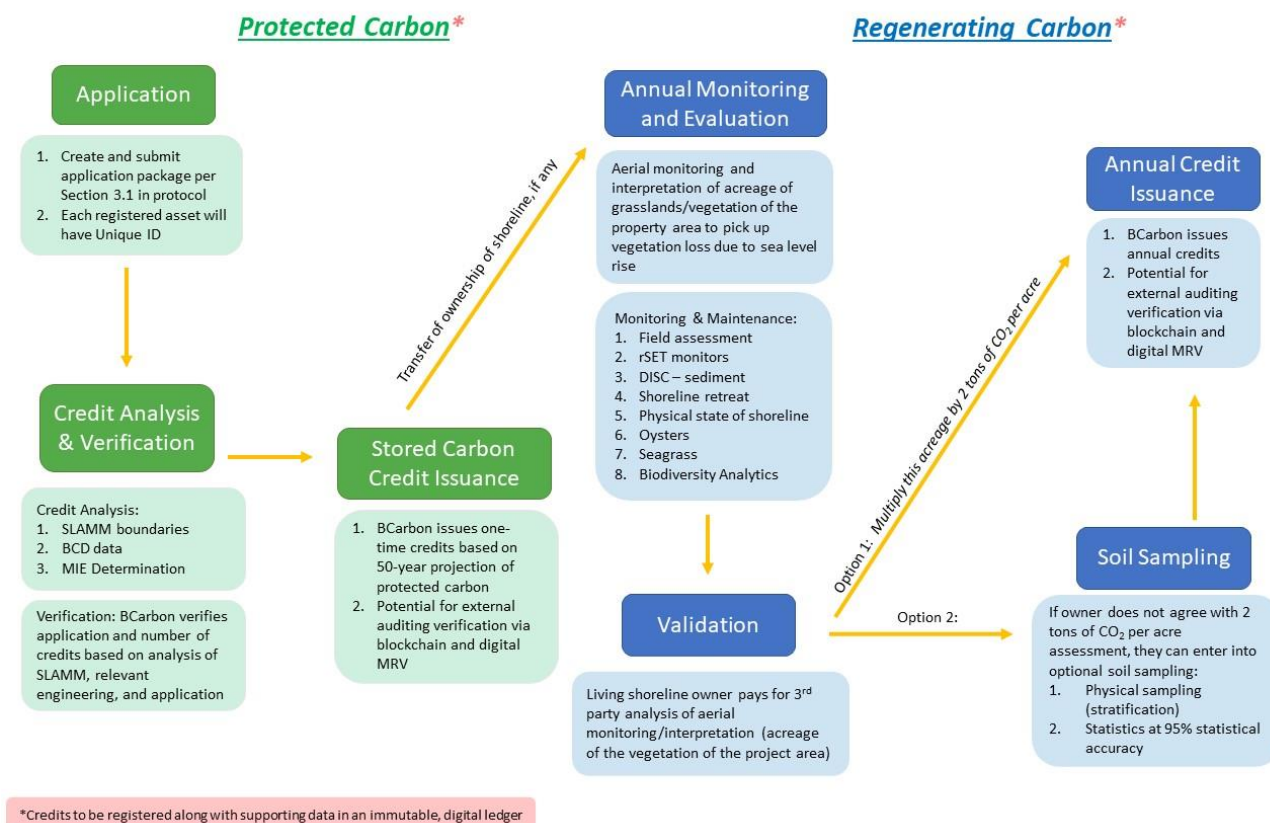 Protected Carbon*
Regenerating Carbon*
Application
1. Create and submit
application package per
Section 3.1 in protocol
2. Each registered asset will
have Unique ID
Credit Analysis
& Verification
Credit Analysis:
1. SLAMM boundaries
2. BCD data
3. MIE Determination
Verification: BCarbon verifies
application and number of
credits based on analysis of
SLAMM, relevant
engineering, and application
Stored Carbon
Credit Issuance
1. BCarbon issues one-
time credits based on
50-year projection of
protected carbon
2. Potential for external
auditing verification via
blockchain and digital
MRV
Transfer of ownership of shoreline, if any
Annual Monitoring
and Evaluation
Aerial monitoring and
interpretation of acreage of
grasslands/vegetation of the
property area to pick up
vegetation loss due to sea level
rise
Monitoring & Maintenance:
1. Field assessment
2. rSET monitors
3. DISC – sediment
4. Shoreline retreat
5. Physical state of shoreline
6. Oysters
7. Seagrass
8. Biodiversity Analytics
Validation
Living shoreline owner pays for 3rd
party analysis of aerial
monitoring/interpretation (acreage
of the vegetation of the project area)
Option 1: Multiply this acreage by 2 tons of CO₂ per acre
Option 2:
Annual Credit
Issuance
1. BCarbon issues
annual credits
2. Potential for
external auditing
verification via
blockchain and
digital MRV
Soil Sampling
If owner does not agree with 2
tons of CO₂ per acre
assessment, they can enter into
optional soil sampling:
1. Physical sampling
(stratification)
2. Statistics at 95% statistical
accuracy
*Credits to be registered along with supporting data in an immutable, digital ledger